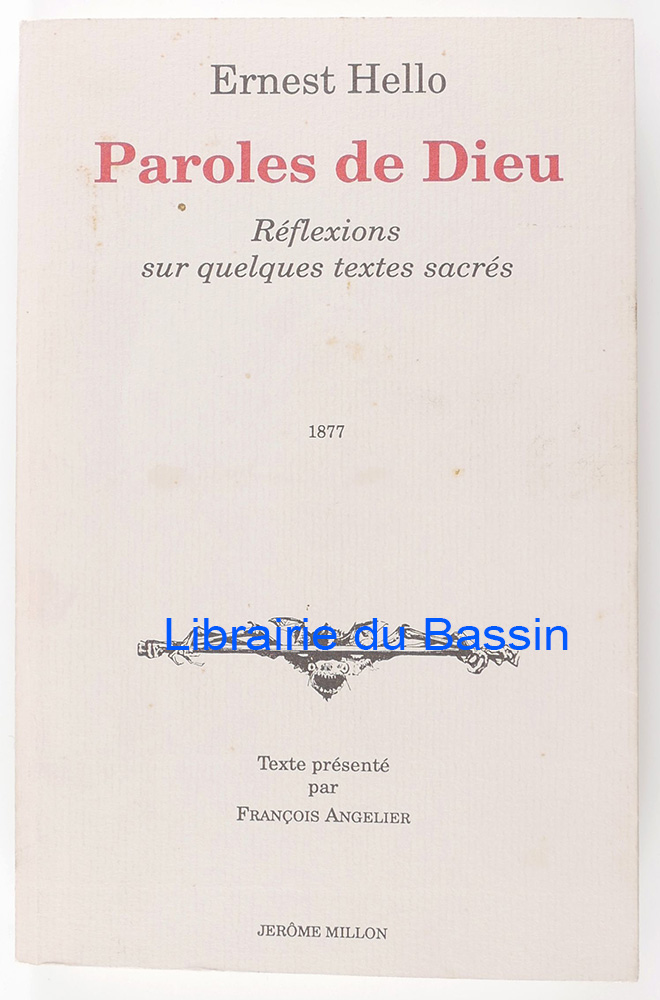 Ernest Hello
Paroles de Dieu
Réflexions
sur quelques textes sacrés
1877
Librairie du Bassin
Texte présenté
par
FRANÇOIS ANGELIER
JERÔME MILLON